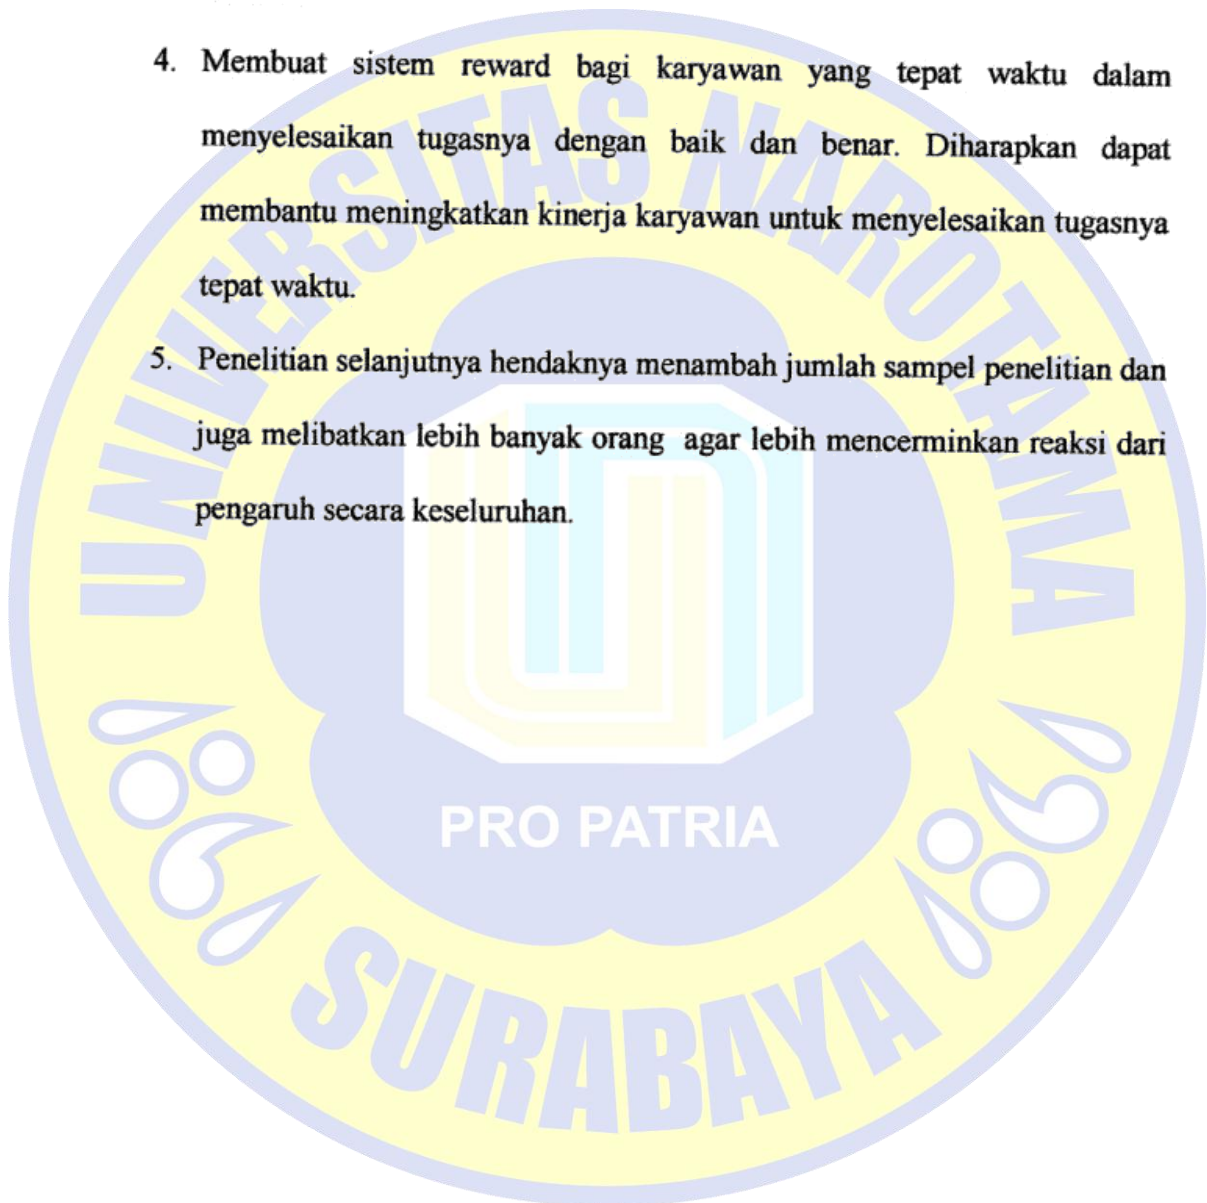 4. Membuat sistem reward bagi karyawan yang tepat waktu dalam
menyelesaikan tugasnya dengan baik dan benar. Diharapkan dapat
membantu meningkatkan kinerja karyawan untuk menyelesaikan tugasnya
tepat waktu.
5. Penelitian selanjutnya hendaknya menambah jumlah sampel penelitian dan
juga melibatkan lebih banyak orang agar lebih mencerminkan reaksi dari
pengaruh secara keseluruhan.
UNIVERSITAS NAROTAMA
PRO PATRIA
SURABAYA